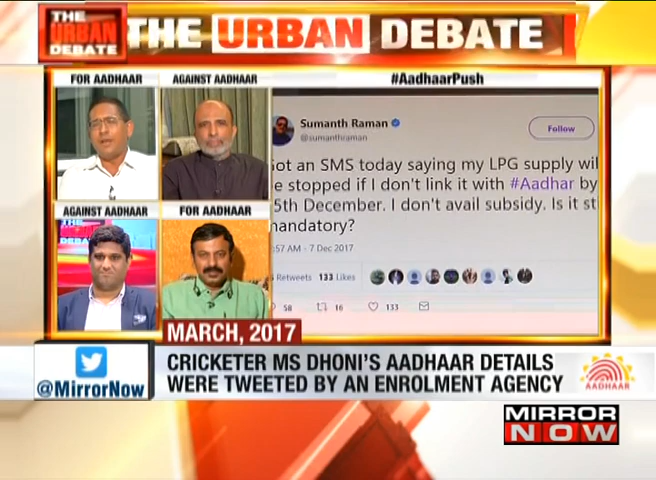 THE URBAN DEBATE
THE
URBAN
DEBATE
FOR AADHAAR
AGAINST AADHAAR
#AadhaarPush
Sumanth Raman
@sumanthraman
Follow
ot an SMS today saying my LPG supply wil
e stopped if I don't link it with #Aadhar by
5th December. I don't avail subsidy. Is it st
nandatory?
:57 AM - 7 Dec 2017
Retweets 133 Likes
58 16 133
AGAINST AADHAAR
FOR AADHAAR
MARCH, 2017
@MirrorNow
CRICKETER MS DHONI'S AADHAAR DETAILS
WERE TWEETED BY AN ENROLMENT AGENCY
AADHAAR
MIRROR
NOW